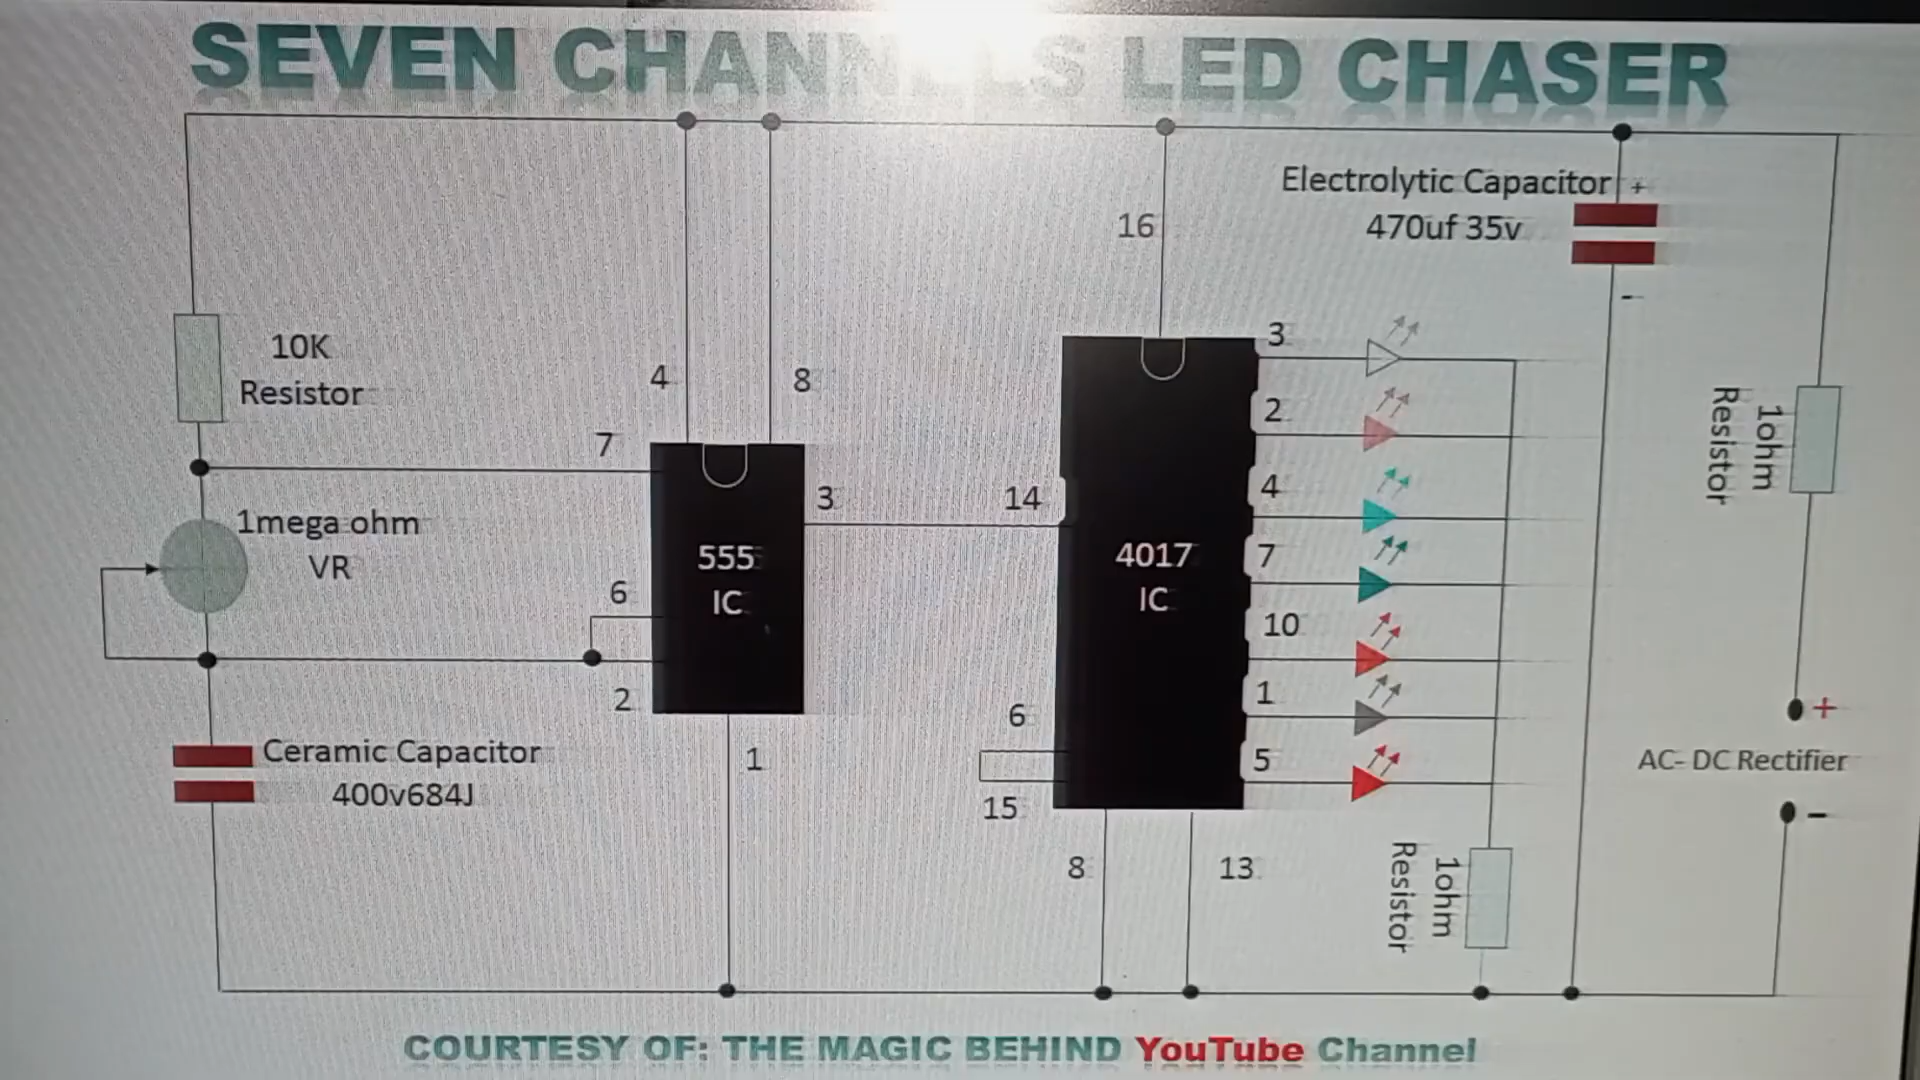 SEVEN CHANNELS LED CHASER
Electrolytic Capacitor +
470uf 35v
-
16
10K
Resistor
4
8
7
3
2
4
7
10
1
5
1ohm
Resistor
1mega ohm
VR
3
14
555
IC
4017
IC
6
2
6
15
+
AC- DC Rectifier
-
Ceramic Capacitor
400v684J
1
8
13
1ohm
Resistor
COURTESY OF: THE MAGIC BEHIND YouTube Channel